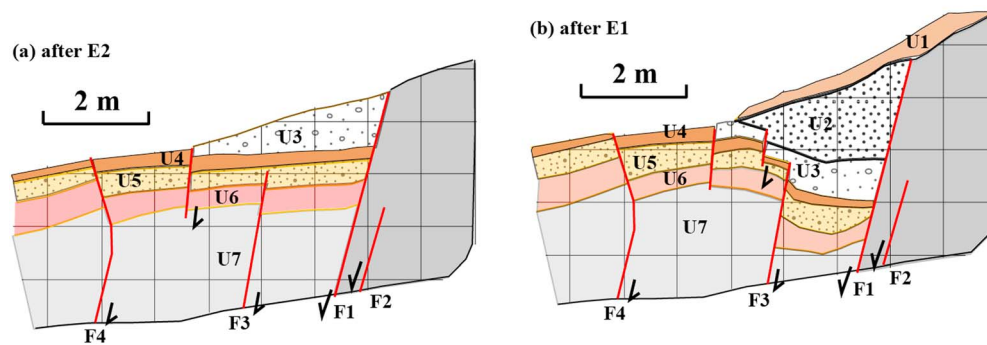 (a) after E2
2 m
U3
U4
U5
U6
U7
F4
F3
F1
F2
(b) after E1
2 m
U1
U2
U4
U5
U3
U6
U7
F4
F3
F1
F2